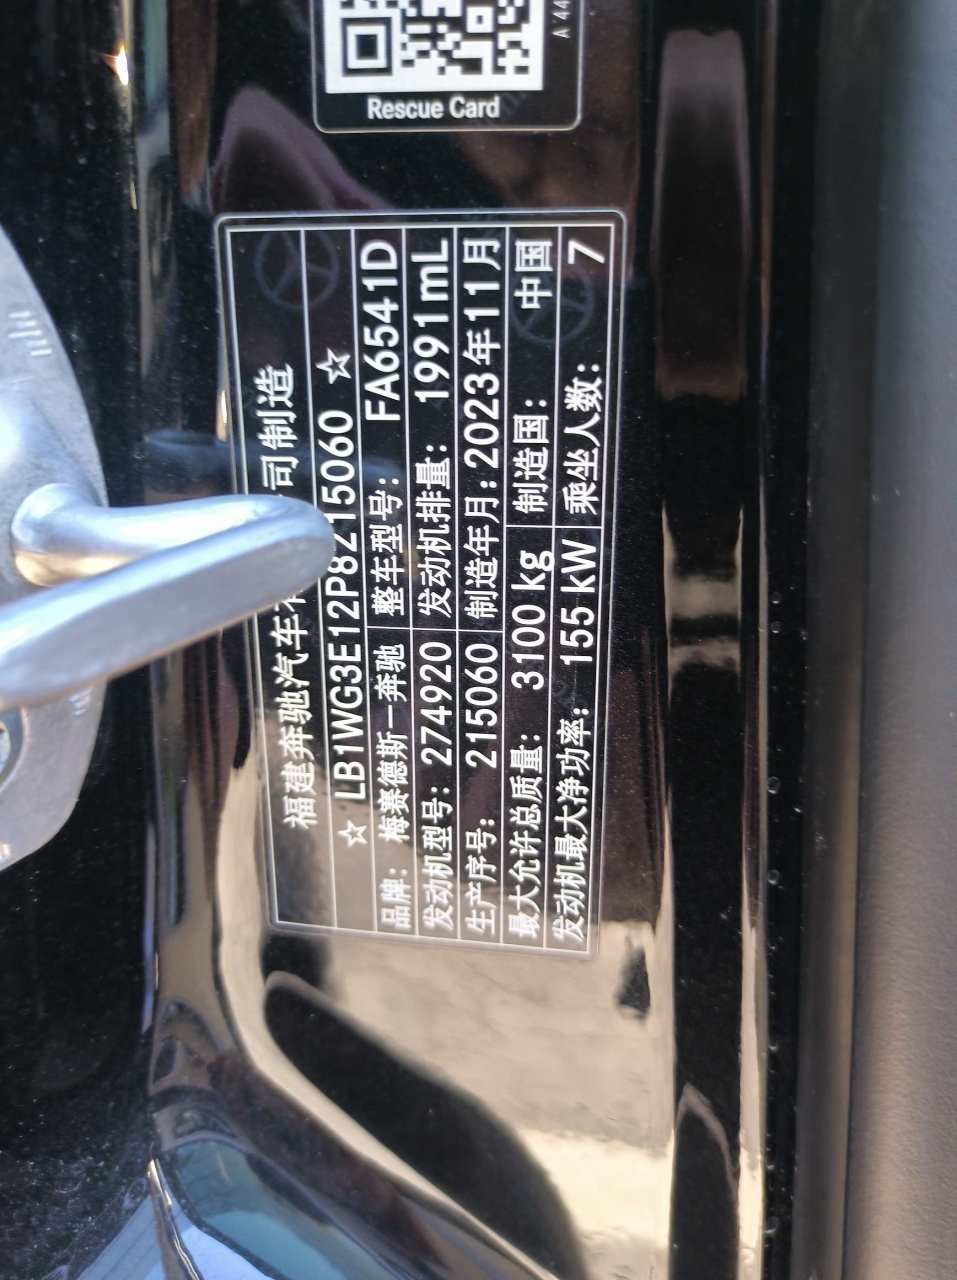 Rescue Card
福建奔驰汽车 司制造
☆ LB1WG3E12P8215060 ☆
品牌：梅赛德斯一奔驰 整车型号：FA6541D
发动机型号：274920 发动机排量：1991mL
生产序号：215060 制造年月：2023年11月
最大允许总质量：3100 kg 制造国：中国
发动机最大净功率：155 kW 乘坐人数：7